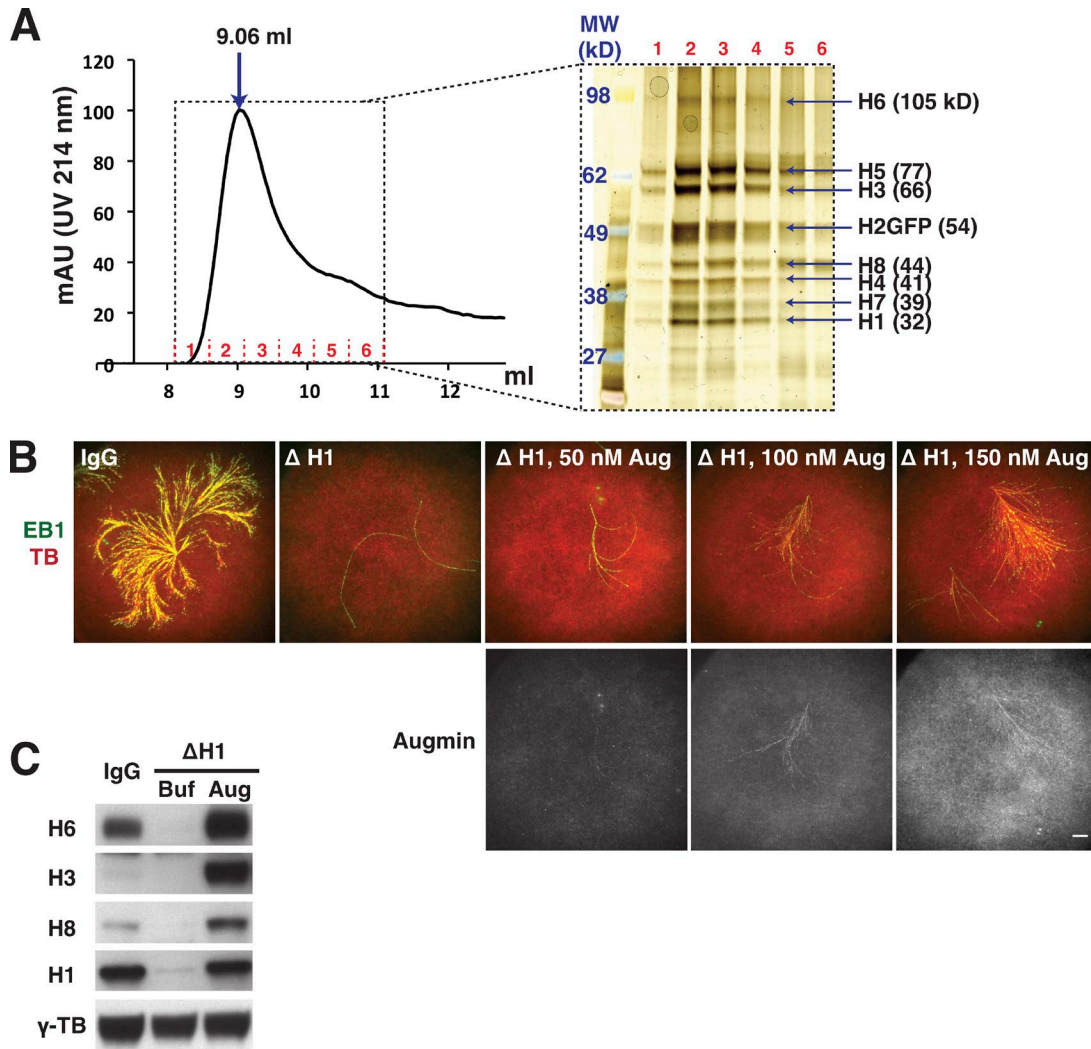 A
9.06 ml
mAU (UV 214 nm)
120
100
80
60
40
20
0
1 2 3 4 5 6
8 9 10 11 12
ml
MW
(kD)
1 2 3 4 5 6
98
62
49
38
27
H6 (105 kD)
H5 (77)
H3 (66)
H2GFP (54)
H8 (44)
H4 (41)
H7 (39)
H1 (32)
B
EB1
TB
IgG
Δ H1
Δ H1, 50 nM Aug
Δ H1, 100 nM Aug
Δ H1, 150 nM Aug
Augmin
C
IgG
ΔH1
Buf Aug
H6
H3
H8
H1
γ-TB